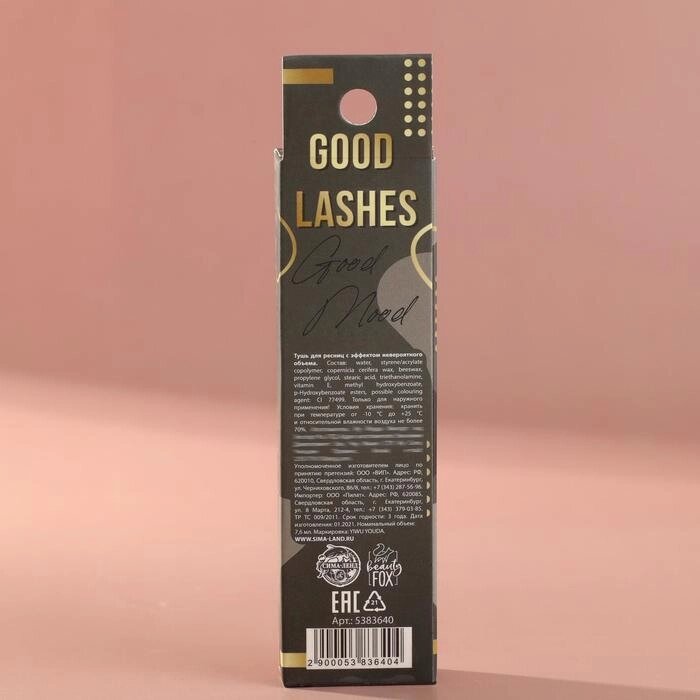 GOOD
LASHES
Good
Mood
Тушь для ресниц с эффектом невероятного
объема. Состав: water, styrene/acrylate
copolymer, copernicia cerifera wax, beeswax,
propylene glycol, stearic acid, triethanolamine,
vitamin E, methyl hydroxybenzoate,
p-Hydroxybenzoate esters, possible colouring
agent: CI 77499. Только для наружного
применения! Условия хранения: хранить
при температуре от -10 °С до +25 °С
и относительной влажности воздуха не более
70%.
Уполномоченное изготовителем лицо по
принятию претензий: ООО «ВИП». Адрес: РФ,
620010, Свердловская область, г. Екатеринбург,
ул. Черняховского, 86/8, тел.: +7 (343) 287-56-96.
Импортер: ООО «Пилат». Адрес: РФ, 620085,
Свердловская область, г. Екатеринбург,
ул. 8 Марта, 212-4, тел.: +7 (343) 379-03-85.
ТР ТС 009/2011. Срок годности: 3 года. Дата
изготовления: 01.2021. Номинальный объем:
7,6 мл. Маркировка: YIWU YOUDA.
WWW.SIMA-LAND.RU
СИМА-ЛЕНД
beauty
FOX
EAC
21
Арт.: 5383640
2 900053 836404